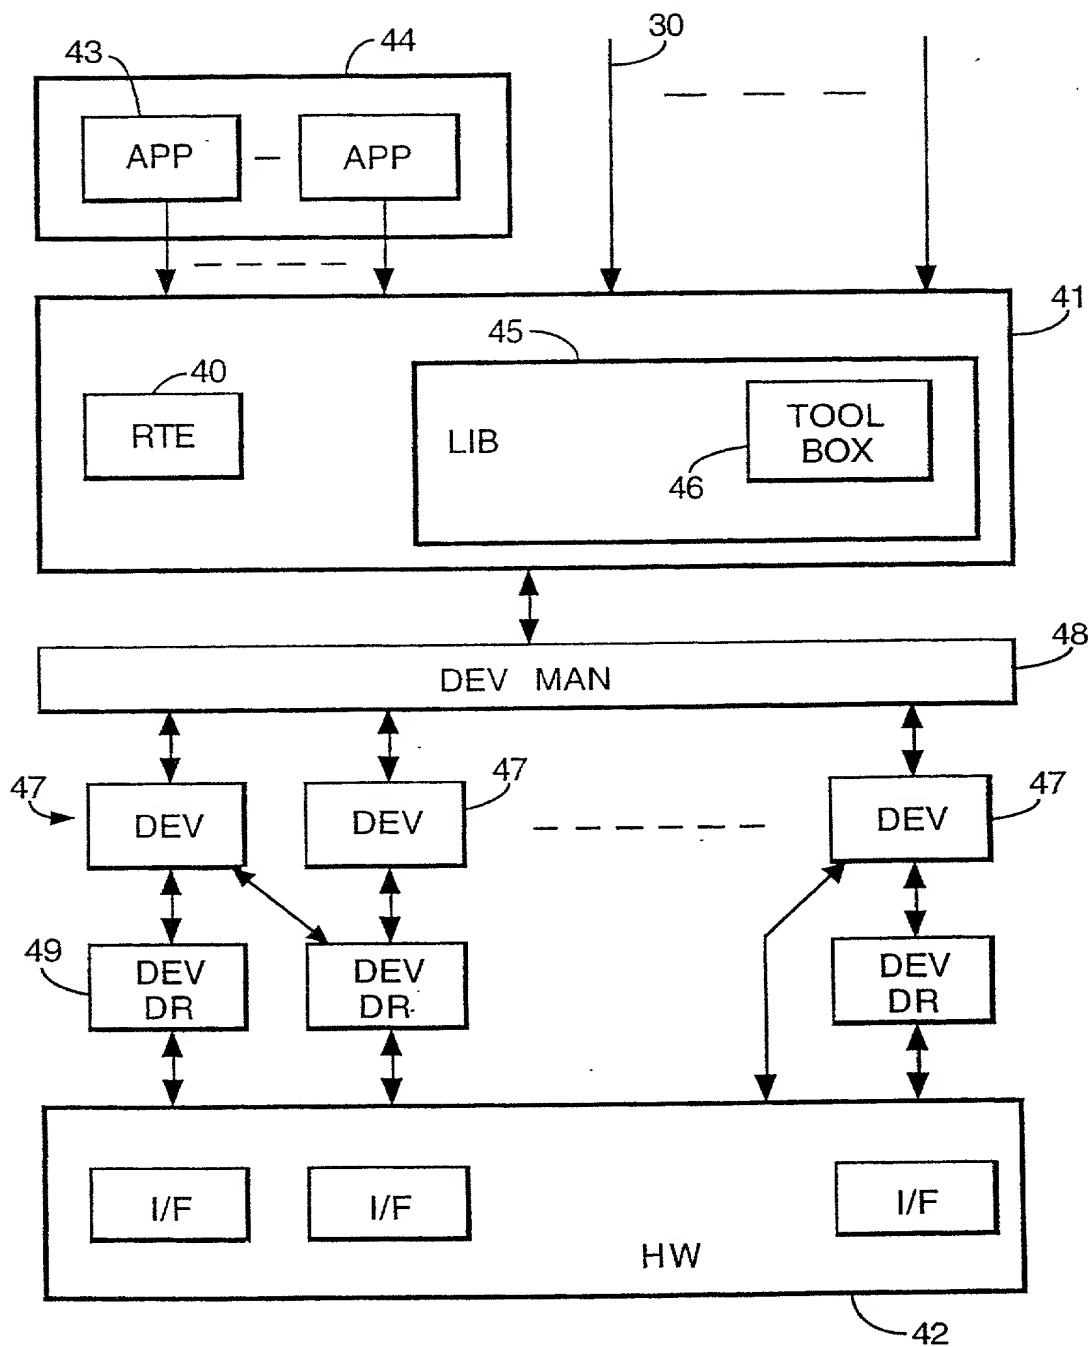 43
44
30
APP
APP
41
45
40
RTE
LIB
TOOL
BOX
46
48
DEV MAN
47
47
47
DEV
DEV
DEV
49
DEV
DR
DEV
DR
DEV
DR
I/F
I/F
I/F
HW
42